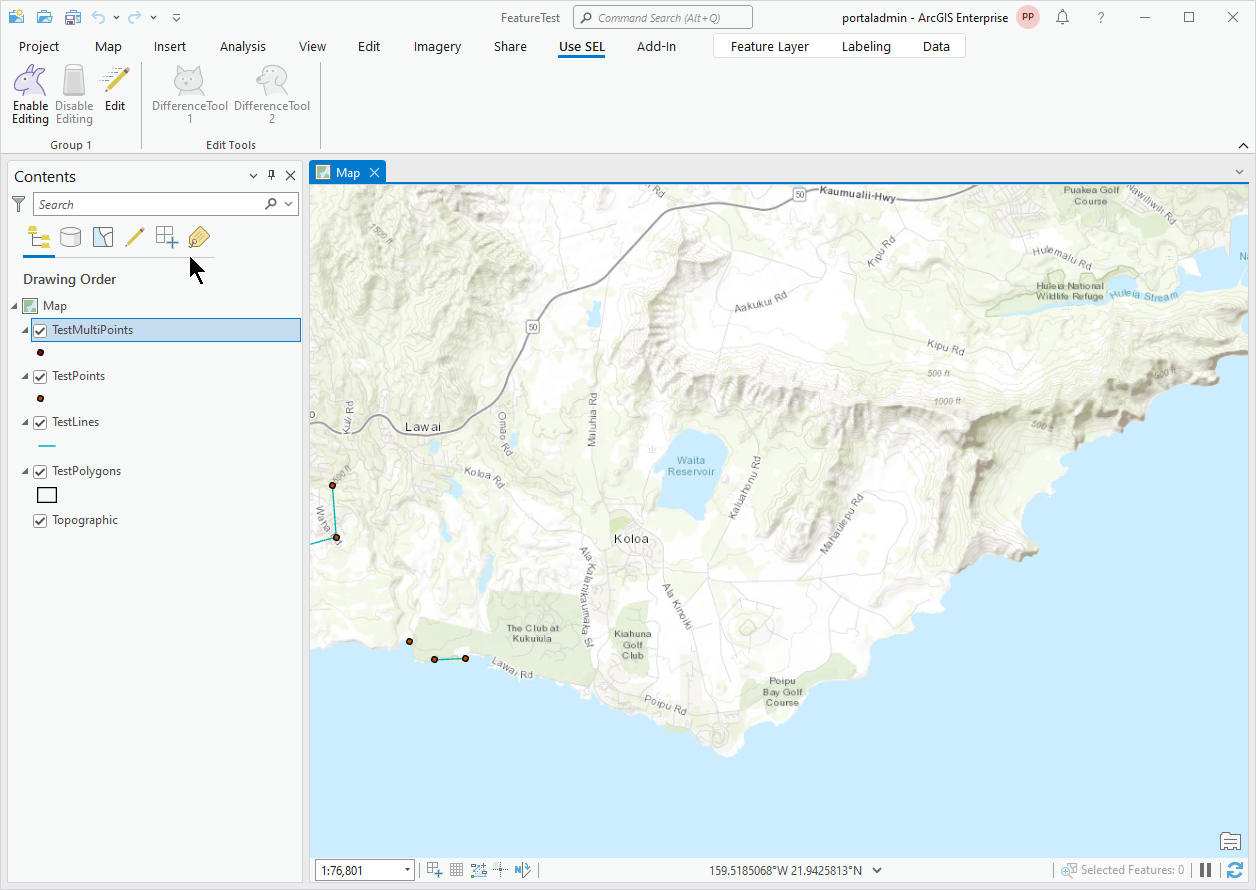 FeatureTest
Command Search (Alt+Q)
portaladmin - ArcGIS Enterprise
PP
?
Project
Map
Insert
Analysis
View
Edit
Imagery
Share
Use SEL
Add-In
Feature Layer
Labeling
Data
Enable
Editing
Disable
Editing
Edit
Group 1
DifferenceTool
1
DifferenceTool
2
Edit Tools
Contents
Search
Drawing Order
Map
TestMultiPoints
TestPoints
TestLines
TestPolygons
Topographic
Map
Rd
1500 ft
50
Kaumualii-Hwy
Puakea Golf
Course
Nawiliwili Rd
Kipu Rd
Hulemalu Rd
Huleia National
Wildlife Refuge
Huleia Stream
Na
Aakukui Rd
50
Kipu Rd
500 ft
500 ft
1000 ft
500 ft
Kuli Rd
Lawai
Omao Rd
Maluhia Rd
Koloa Rd
Waita
Reservoir
Kaluahonu Rd
Mahaulepu Rd
Koloa
Ala Kalanikaumaka St
Ala Kinoiki
The Club at
Kukuiula
Kiahuna
Golf
Club
Lawai Rd
Poipu Rd
Poipu
Bay Golf
Course
1:76,801
159.5185068°W 21.9425813°N
Selected Features: 0